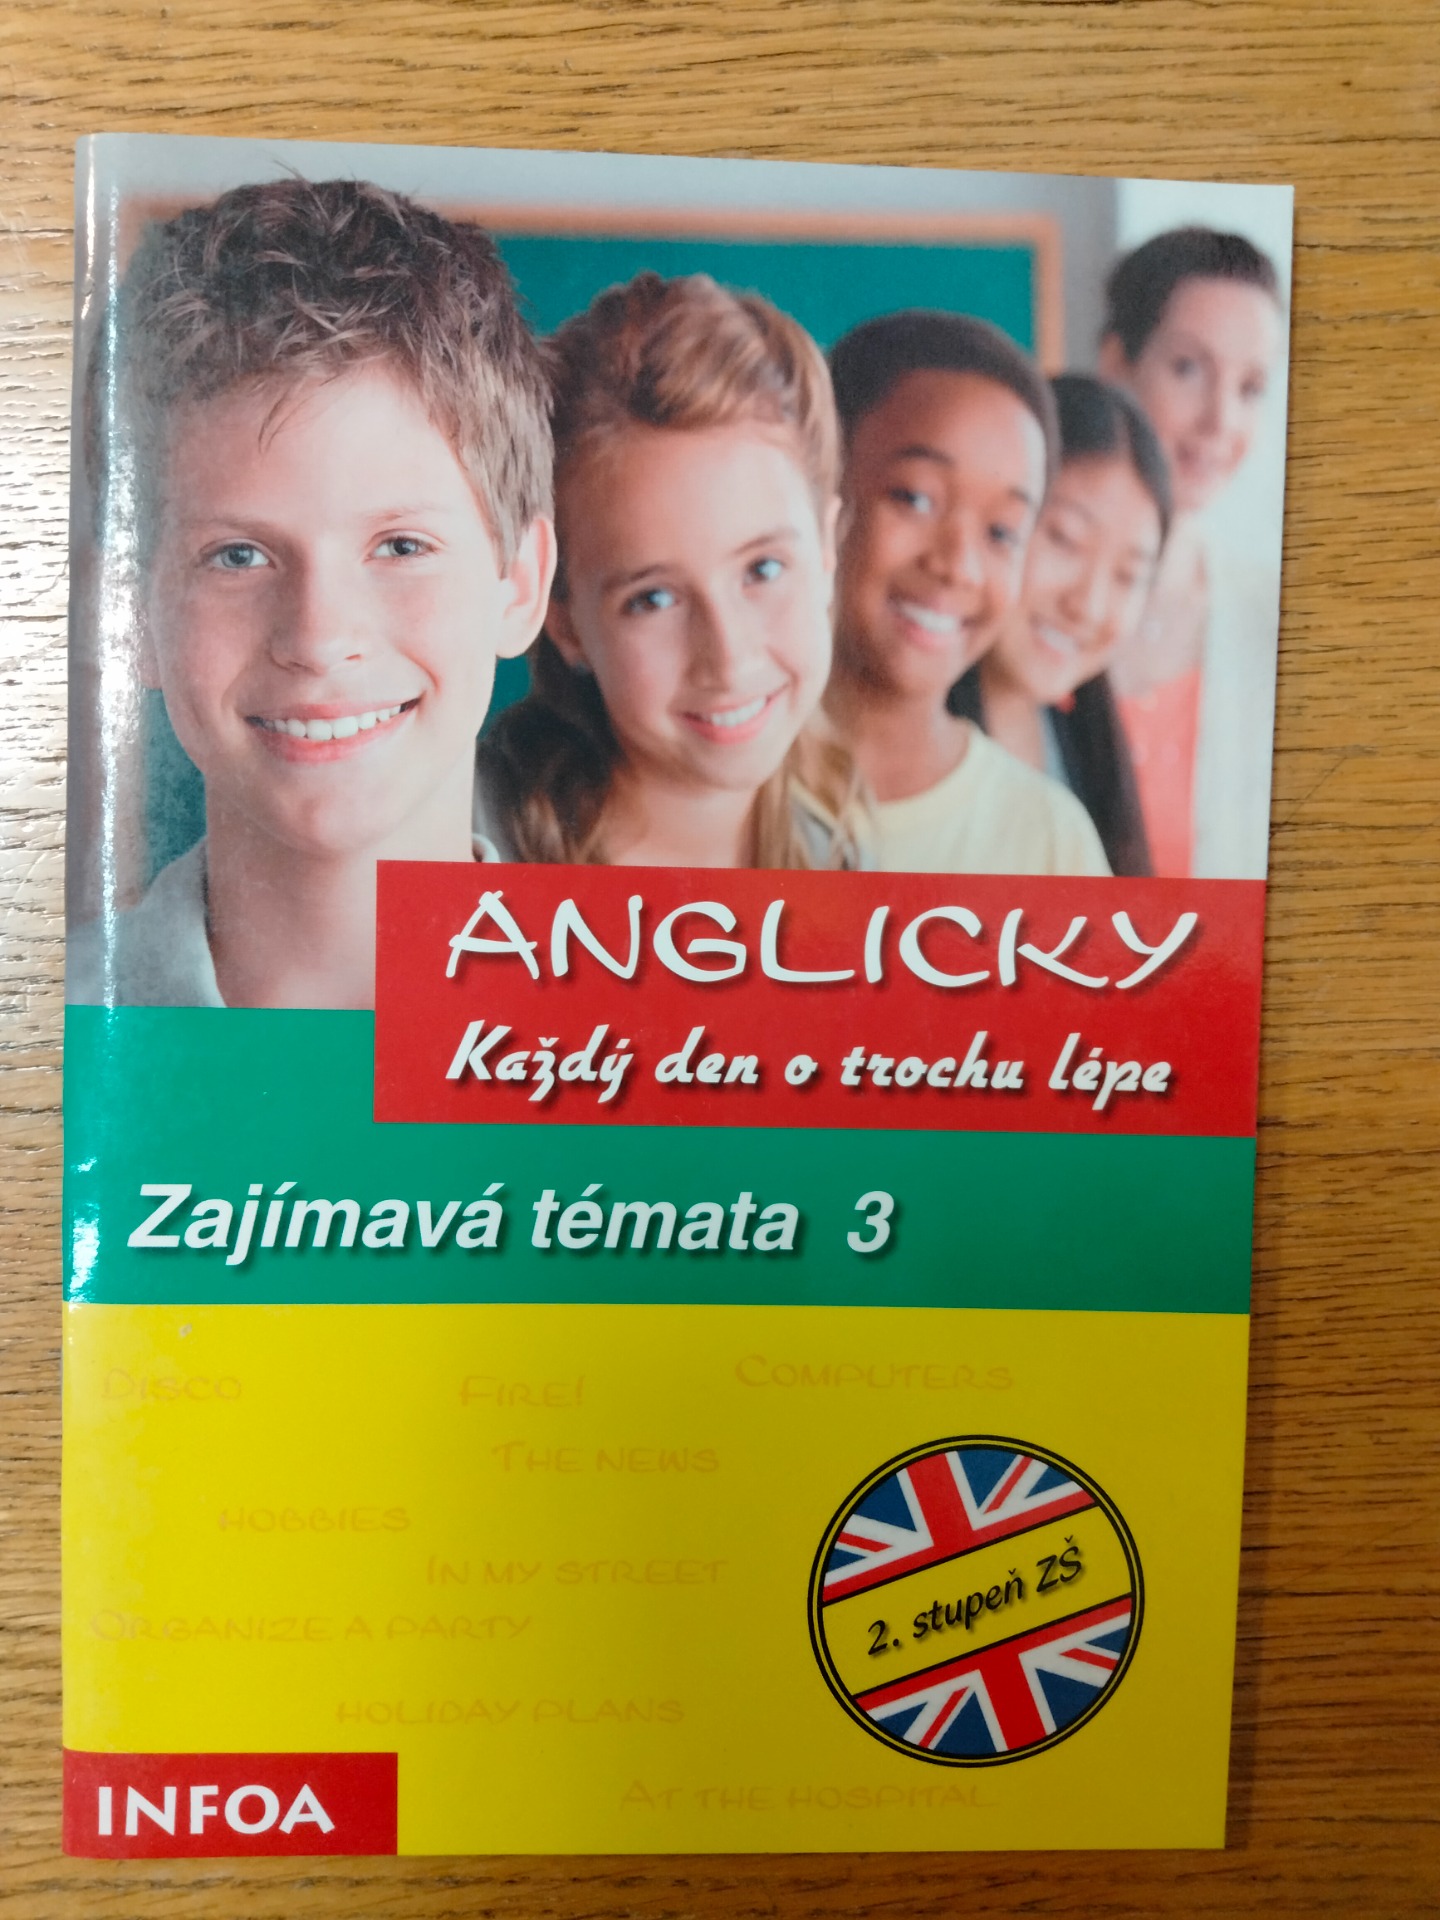 ANGLICKY
Každý den o trochu lépe
Zajímavá témata 3
DISCO
FIRE!
COMPUTERS
THE NEWS
HOBBIES
IN MY STREET
ORGANIZE A PARTY
HOLIDAY PLANS
AT THE HOSPITAL
2. stupeň ZŠ
INFOA